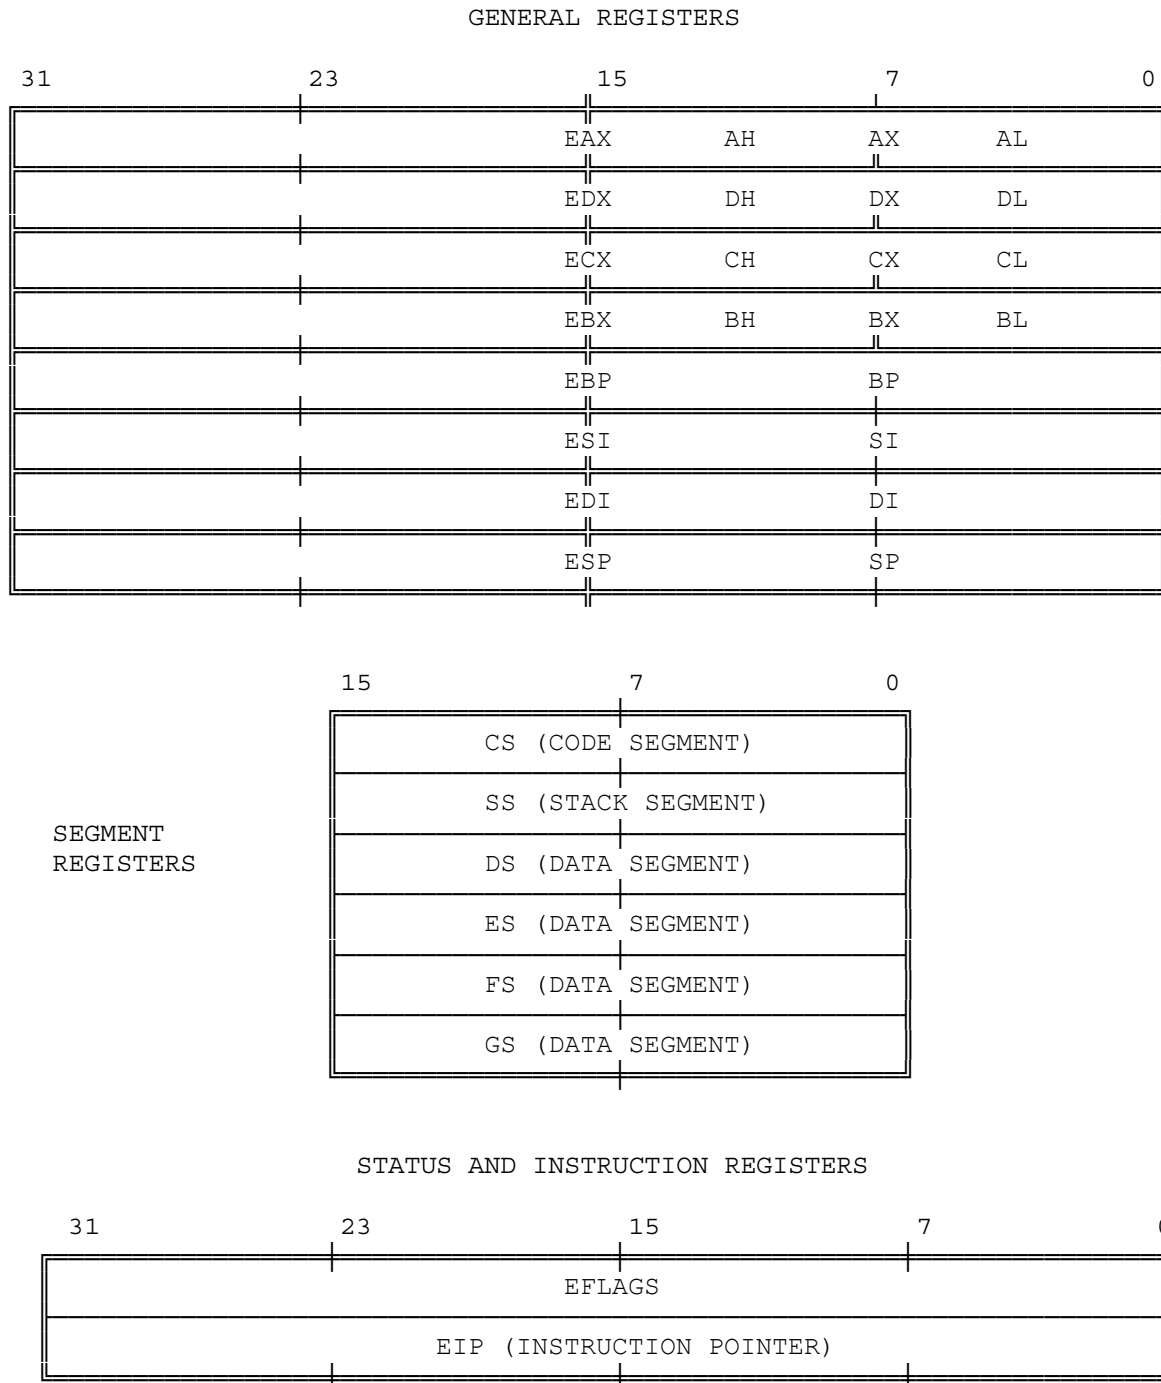 GENERAL REGISTERS
31 23 15 7 0
EAX AH AX AL
EDX DH DX DL
ECX CH CX CL
EBX BH BX BL
EBP BP
ESI SI
EDI DI
ESP SP
15 7 0
CS (CODE SEGMENT)
SS (STACK SEGMENT)
SEGMENT
REGISTERS
DS (DATA SEGMENT)
ES (DATA SEGMENT)
FS (DATA SEGMENT)
GS (DATA SEGMENT)
STATUS AND INSTRUCTION REGISTERS
31 23 15 7 0
EFLAGS
EIP (INSTRUCTION POINTER)